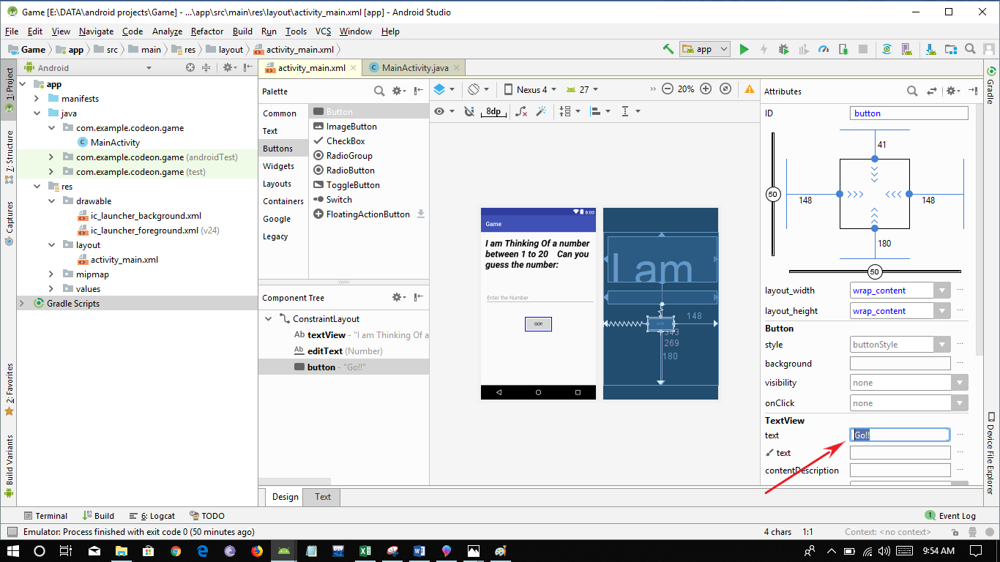 Game [E:\DATA\android projects\Game] - ...\app\src\main\res\layout\activity_main.xml [app] - Android Studio
File Edit View Navigate Code Analyze Refactor Build Run Tools VCS Window Help
Game app src main res layout activity_main.xml app
1: Project
7: Structure
Captures
2: Favorites
Build Variants
Android
app
manifests
java
com.example.codeon.game
MainActivity
com.example.codeon.game (androidTest)
com.example.codeon.game (test)
res
drawable
ic_launcher_background.xml
ic_launcher_foreground.xml (v24)
layout
activity_main.xml
mipmap
values
Gradle Scripts
activity_main.xml MainActivity.java
Palette
Common
Text
Buttons
Widgets
Layouts
Containers
Google
Legacy
Button
ImageButton
CheckBox
RadioGroup
RadioButton
ToggleButton
Switch
FloatingActionButton
Component Tree
ConstraintLayout
Ab textView - "I am Thinking Of a
Ab editText (Number)
button - "Go!!"
Nexus 4 27 20%
8dp
8:00
Game
I am Thinking Of a number
between 1 to 20 Can you
guess the number:
Enter the Number
GO!!
I am
148
343
269
180
Attributes
ID button
41
50
148 148
180
50
layout_width wrap_content
layout_height wrap_content
Button
style buttonStyle
background
visibility none
onClick none
TextView
text Go!!
text
contentDescription
Gradle
Device File Explorer
Design Text
Terminal Build 6: Logcat TODO 1 Event Log
Emulator: Process finished with exit code 0 (50 minutes ago) 4 chars 1:1 Context: <no context>
9:54 AM